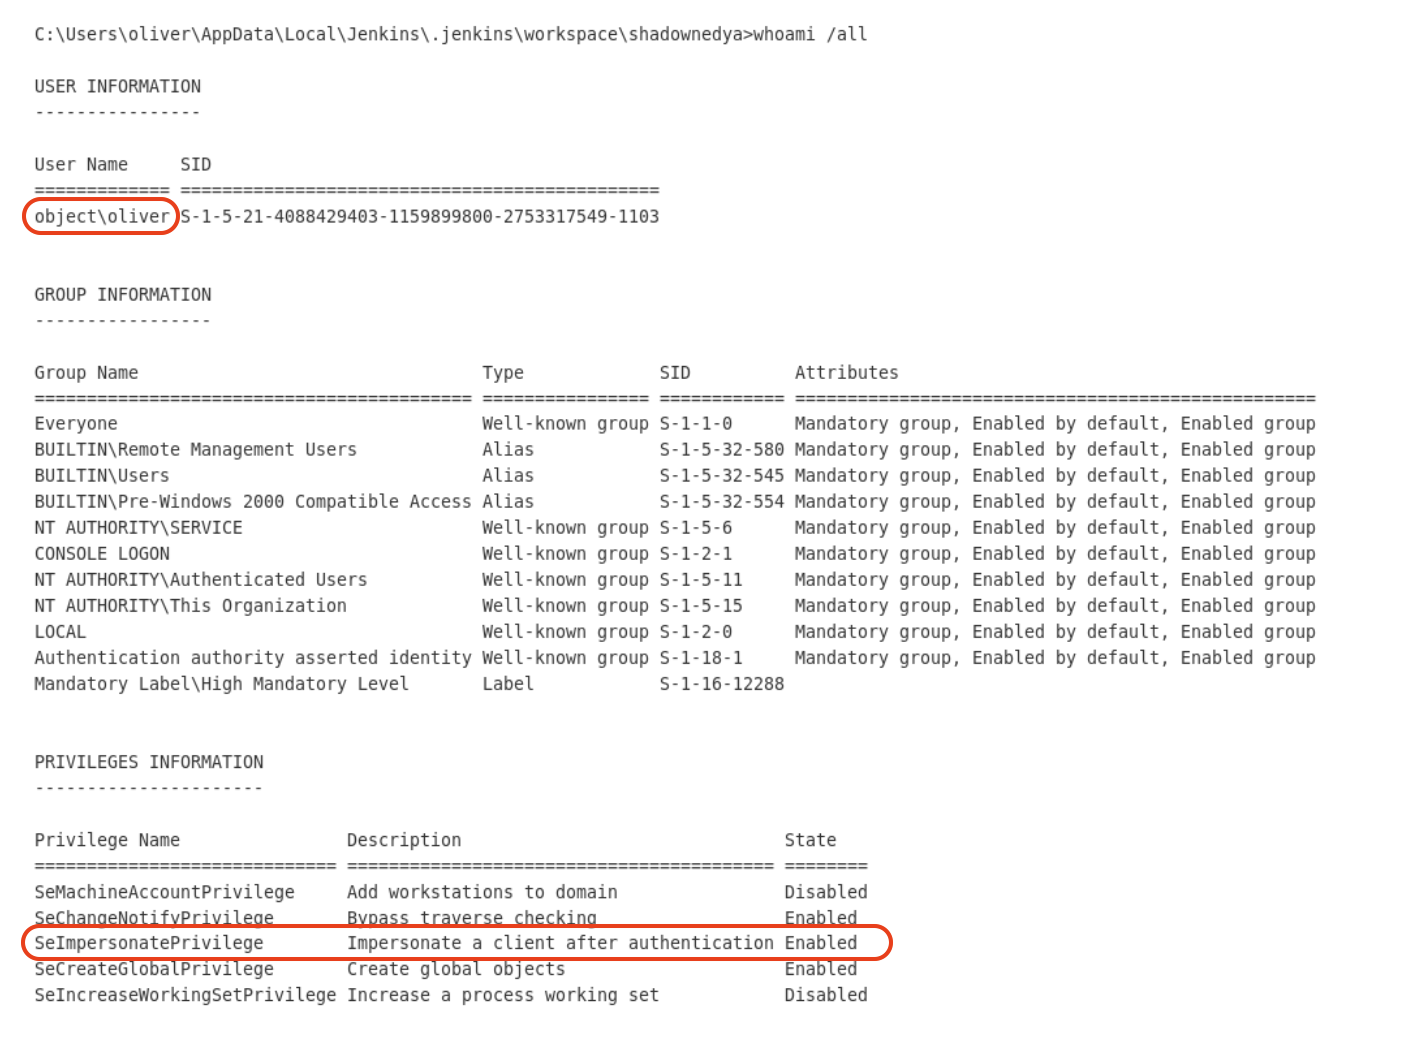 C:\Users\oliver\AppData\Local\Jenkins\.jenkins\workspace\shadownedya>whoami /all
USER INFORMATION
----------------
User Name     SID
============= ==============================================
object\oliver S-1-5-21-4088429403-1159899800-2753317549-1103
GROUP INFORMATION
-----------------
Group Name                                 Type             SID          Attributes
========================================== ================ ============ ==================================================
Everyone                                   Well-known group S-1-1-0      Mandatory group, Enabled by default, Enabled group
BUILTIN\Remote Management Users            Alias            S-1-5-32-580 Mandatory group, Enabled by default, Enabled group
BUILTIN\Users                              Alias            S-1-5-32-545 Mandatory group, Enabled by default, Enabled group
BUILTIN\Pre-Windows 2000 Compatible Access Alias            S-1-5-32-554 Mandatory group, Enabled by default, Enabled group
NT AUTHORITY\SERVICE                       Well-known group S-1-5-6      Mandatory group, Enabled by default, Enabled group
CONSOLE LOGON                              Well-known group S-1-2-1      Mandatory group, Enabled by default, Enabled group
NT AUTHORITY\Authenticated Users           Well-known group S-1-5-11     Mandatory group, Enabled by default, Enabled group
NT AUTHORITY\This Organization             Well-known group S-1-5-15     Mandatory group, Enabled by default, Enabled group
LOCAL                                      Well-known group S-1-2-0      Mandatory group, Enabled by default, Enabled group
Authentication authority asserted identity Well-known group S-1-18-1     Mandatory group, Enabled by default, Enabled group
Mandatory Label\High Mandatory Level       Label            S-1-16-12288
PRIVILEGES INFORMATION
----------------------
Privilege Name                Description                               State
============================= ========================================= ========
SeMachineAccountPrivilege     Add workstations to domain                Disabled
SeChangeNotifyPrivilege       Bypass traverse checking                  Enabled
SeImpersonatePrivilege        Impersonate a client after authentication Enabled
SeCreateGlobalPrivilege       Create global objects                     Enabled
SeIncreaseWorkingSetPrivilege Increase a process working set            Disabled